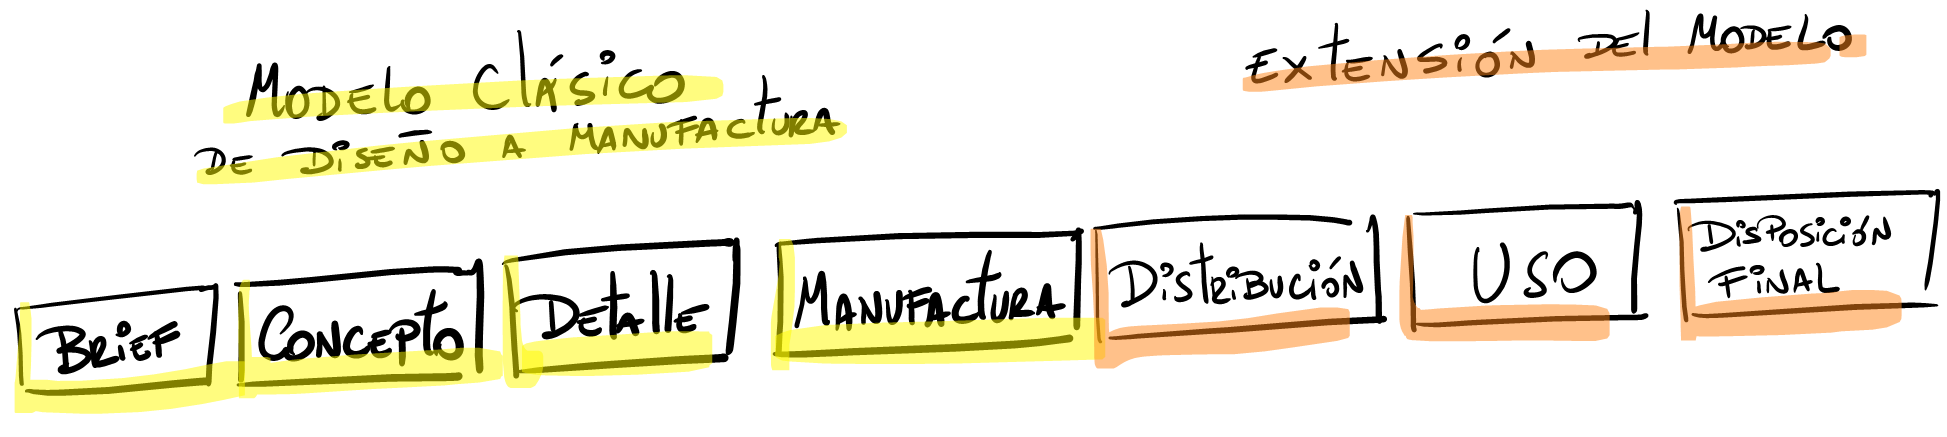 MODELO CLÁSICO
DE DISEÑO A MANUFACTURA
EXTENSIÓN DEL MODELO
BRIEF
CONCEPTO
DETALLE
MANUFACTURA
DISTRIBUCIÓN
USO
DISPOSICIÓN
FINAL